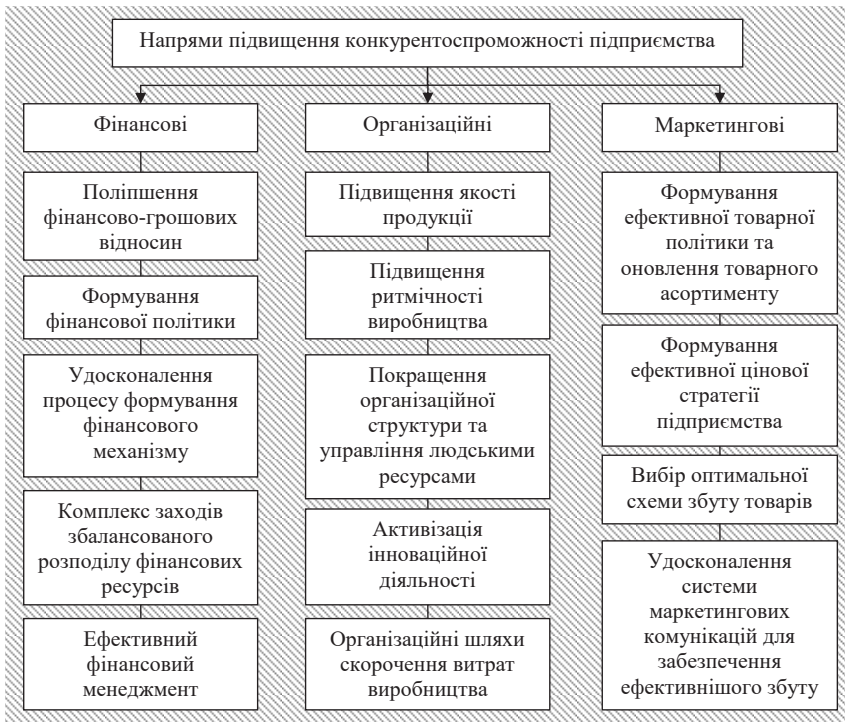 Напрями підвищення конкурентоспроможності підприємства
Фінансові
Організаційні
Маркетингові
Поліпшення
фінансово-грошових
відносин
Формування
фінансової політики
Удосконалення
процесу формування
фінансового
механізму
Комплекс заходів
збалансованого
розподілу фінансових
ресурсів
Ефективний
фінансовий
менеджмент
Підвищення якості
продукції
Підвищення
ритмічності
виробництва
Покращення
організаційної
структури та
управління людськими
ресурсами
Активізація
інноваційної
діяльності
Організаційні шляхи
скорочення витрат
виробництва
Формування
ефективної товарної
політики та
оновлення товарного
асортименту
Формування
ефективної цінової
стратегії
підприємства
Вибір оптимальної
схеми збуту товарів
Удосконалення
системи
маркетингових
комунікацій для
забезпечення
ефективнішого збуту